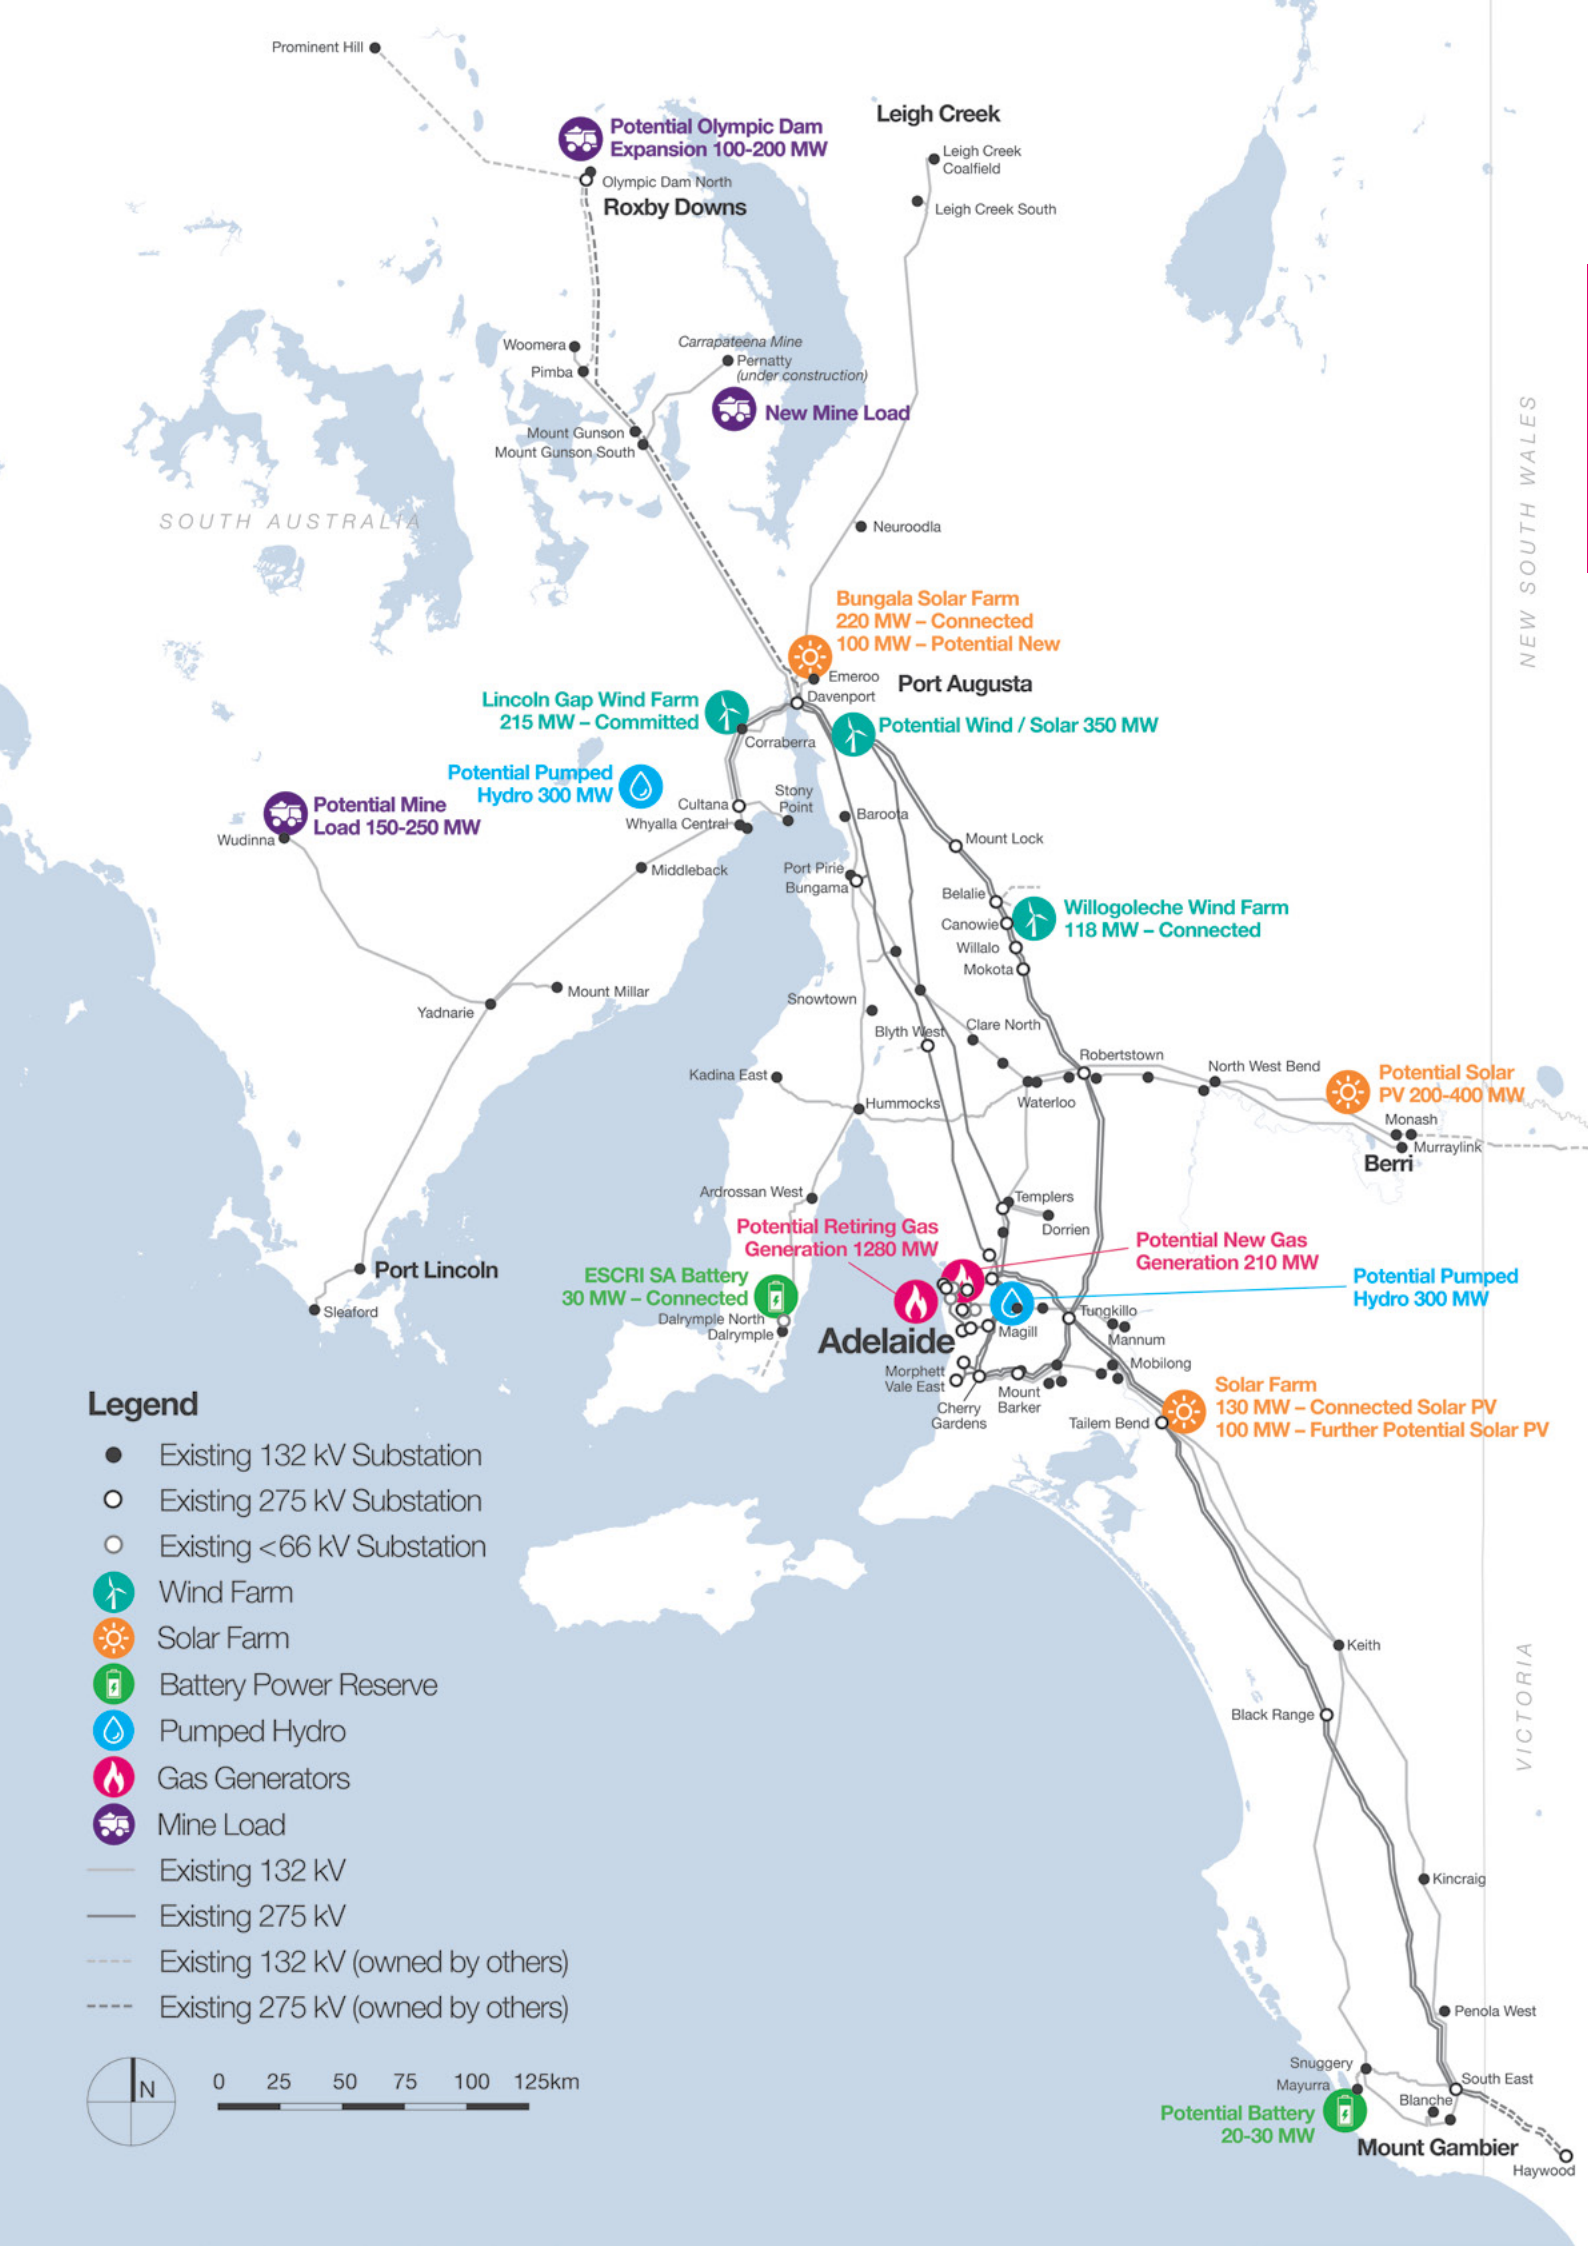 Prominent Hill
Leigh Creek
Potential Olympic Dam
Expansion 100-200 MW
Leigh Creek
Coalfield
Olympic Dam North
Roxby Downs
Leigh Creek South
Woomera
Carrapateena Mine
Pernatty
(under construction)
Pimba
New Mine Load
Mount Gunson
Mount Gunson South
NEW SOUTH WALES
SOUTH AUSTRALIA
Neuroodla
Bungala Solar Farm
220 MW – Connected
100 MW – Potential New
Emeroo
Port Augusta
Davenport
Lincoln Gap Wind Farm
215 MW – Committed
Potential Wind / Solar 350 MW
Corraberra
Potential Pumped
Hydro 300 MW
Stony
Point
Cultana
Whyalla Central
Potential Mine
Load 150-250 MW
Wudinna
Baroota
Mount Lock
Middleback
Port Pirie
Bungama
Belalie
Canowie
Willalo
Mokota
Willogoleche Wind Farm
118 MW – Connected
Mount Millar
Yadnarie
Snowtown
Blyth West
Clare North
Robertstown
North West Bend
Potential Solar
PV 200-400 MW
Kadina East
Hummocks
Waterloo
Monash
Murraylink
Berri
Ardrossan West
Templers
Dorrien
Potential Retiring Gas
Generation 1280 MW
Potential New Gas
Generation 210 MW
Port Lincoln
Sleaford
ESCRI SA Battery
30 MW – Connected
Dalrymple North
Dalrymple
Potential Pumped
Hydro 300 MW
Adelaide
Magill
Tungkillo
Mannum
Mobilong
Morphett
Vale East
Cherry
Gardens
Mount
Barker
Tailem Bend
Solar Farm
130 MW – Connected Solar PV
100 MW – Further Potential Solar PV
Legend
Existing 132 kV Substation
Existing 275 kV Substation
Existing <66 kV Substation
Wind Farm
Solar Farm
Battery Power Reserve
Pumped Hydro
Gas Generators
Mine Load
Existing 132 kV
Existing 275 kV
Existing 132 kV (owned by others)
Existing 275 kV (owned by others)
N
0 25 50 75 100 125km
Keith
Black Range
VICTORIA
Kincraig
Penola West
Snuggery
Mayurra
South East
Blanche
Potential Battery
20-30 MW
Mount Gambier
Haywood